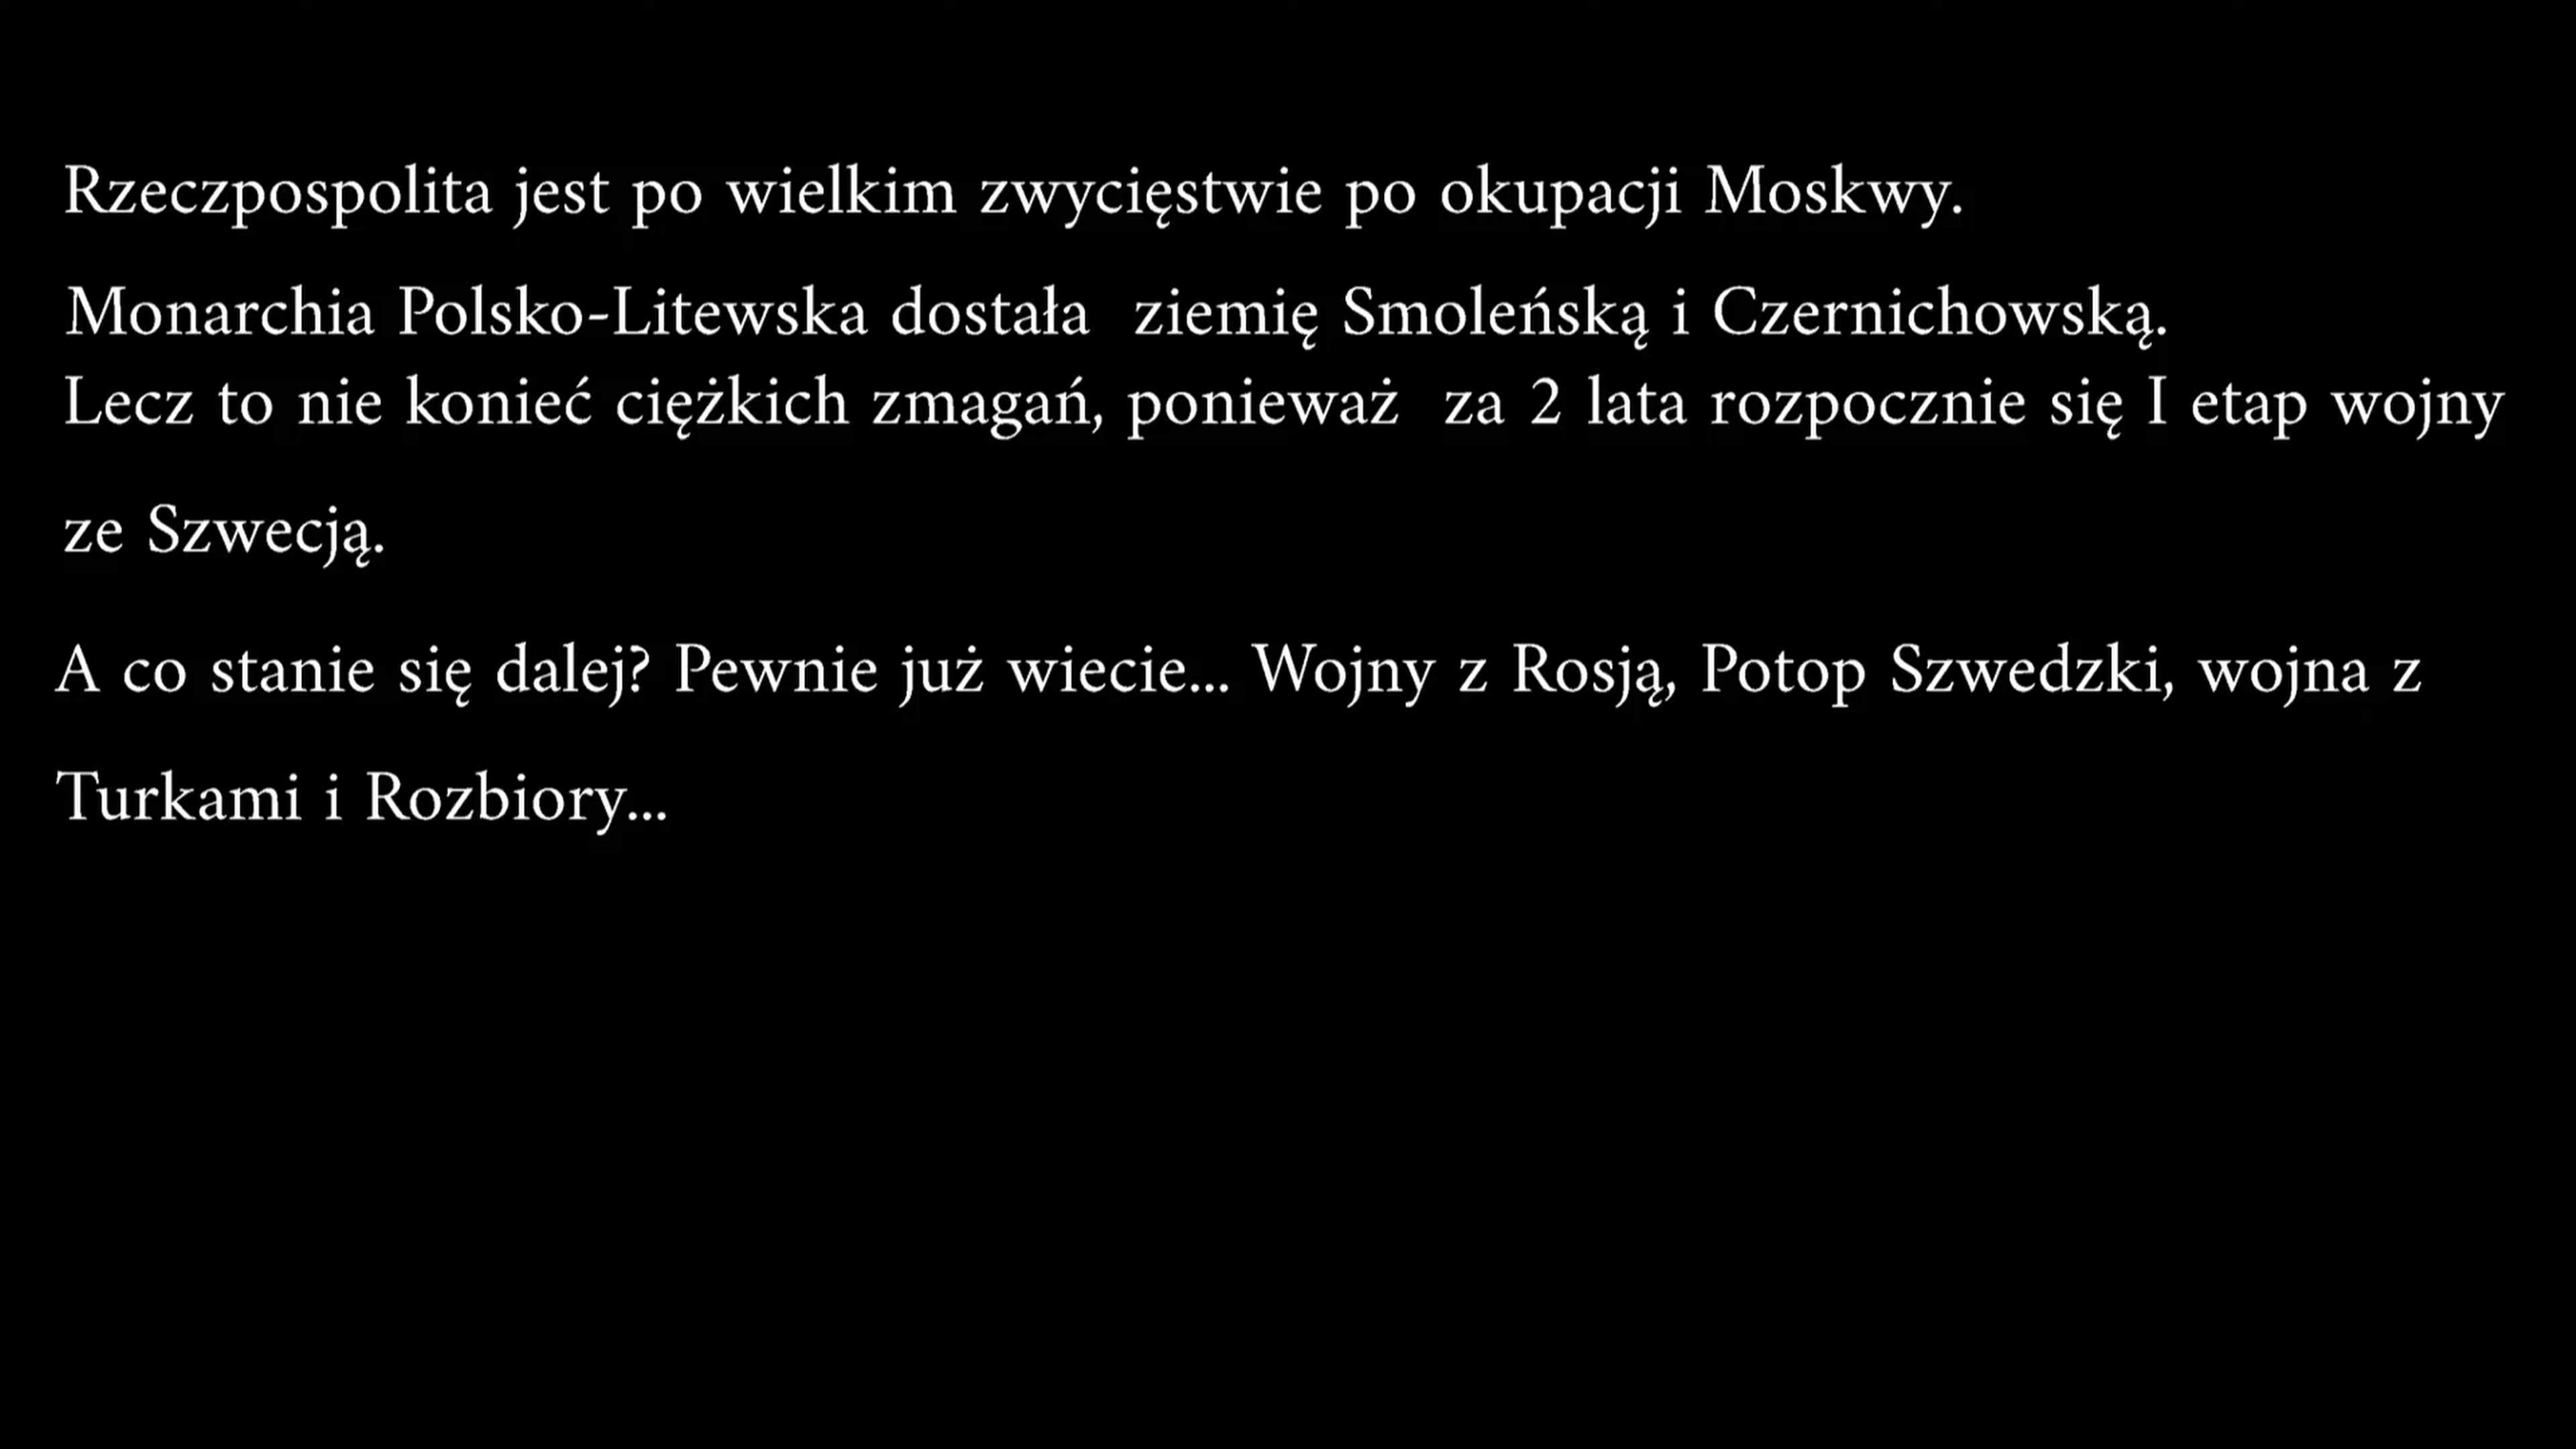 Rzeczpospolita jest po wielkim zwycięstwie po okupacji Moskwy.
Monarchia Polsko-Litewska dostała  ziemię Smoleńską i Czernichowską.
Lecz to nie konieć ciężkich zmagań, ponieważ  za 2 lata rozpocznie się I etap wojny
ze Szwecją.
A co stanie się dalej? Pewnie już wiecie... Wojny z Rosją, Potop Szwedzki, wojna z
Turkami i Rozbiory...